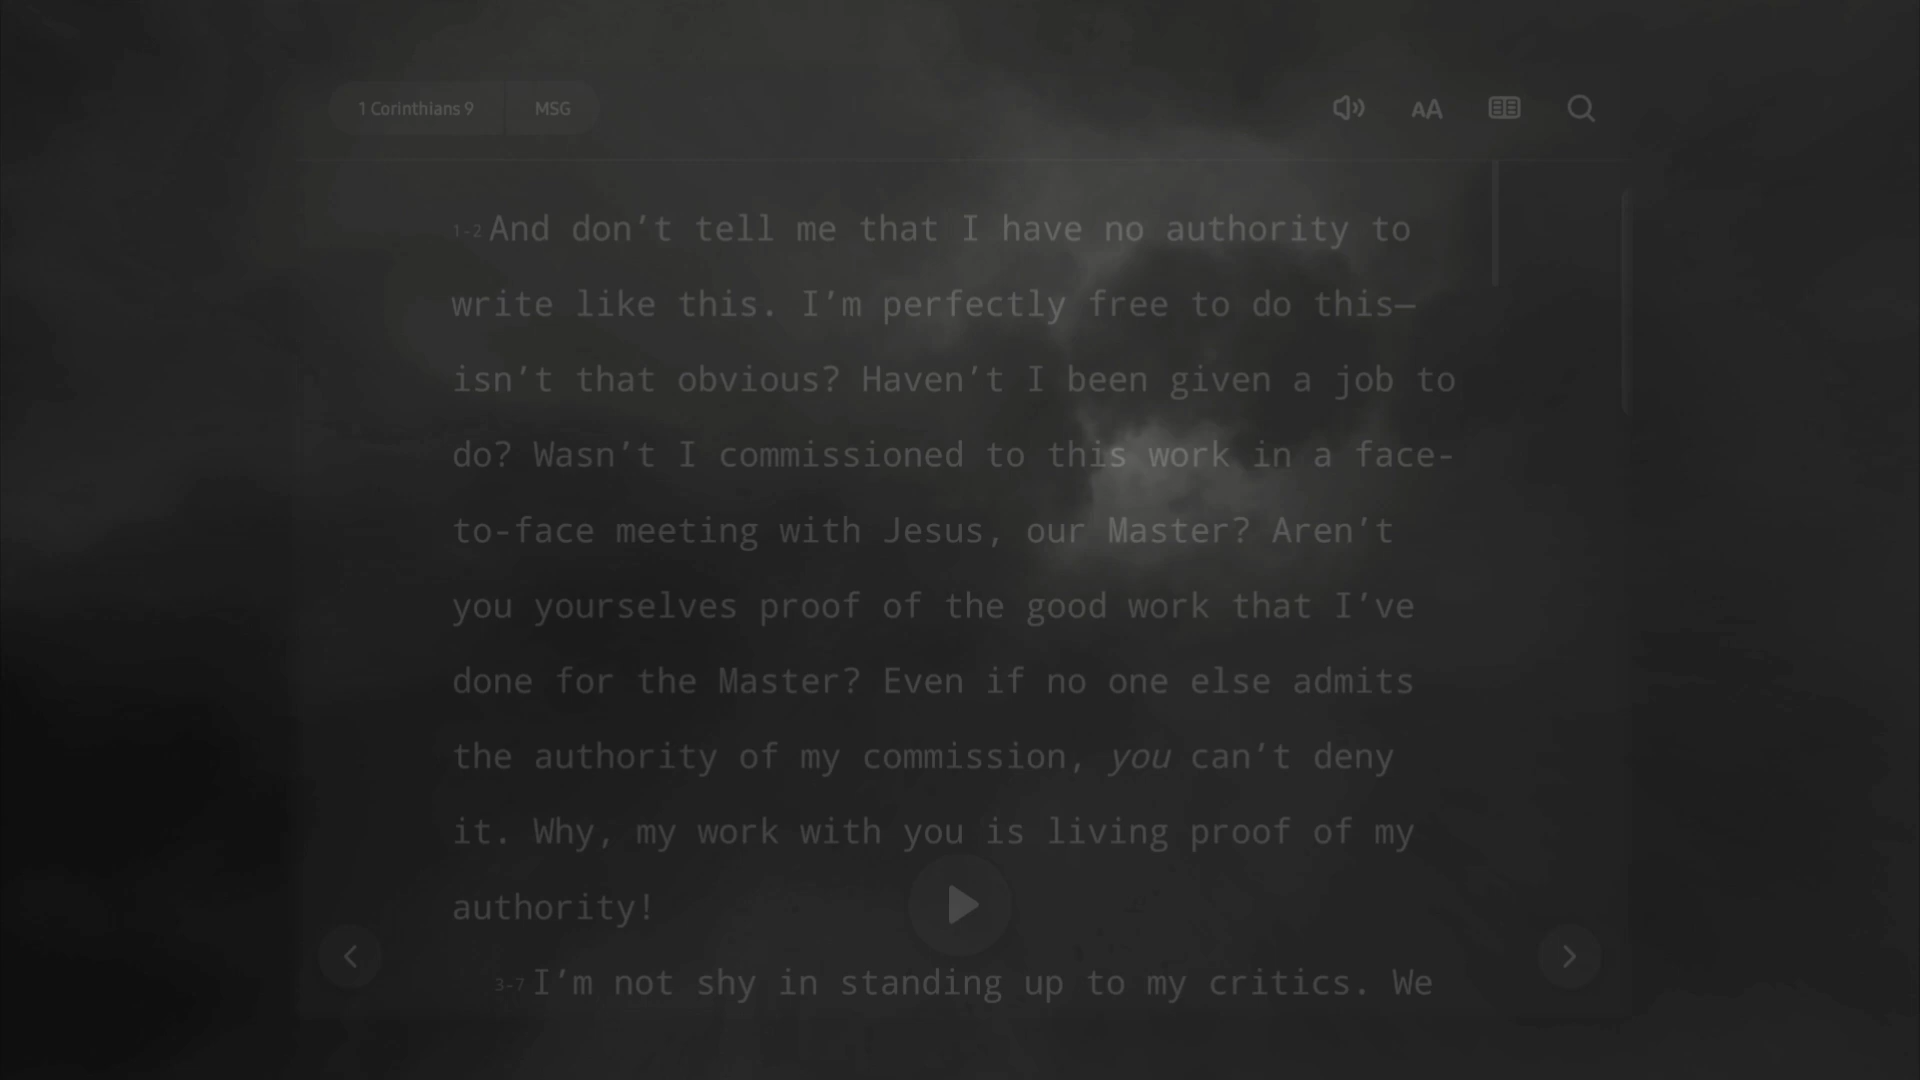 1 Corinthians 9 MSG AA
1-2 And don’t tell me that I have no authority to
write like this. I’m perfectly free to do this—
isn’t that obvious? Haven’t I been given a job to
do? Wasn’t I commissioned to this work in a face-
to-face meeting with Jesus, our Master? Aren’t
you yourselves proof of the good work that I’ve
done for the Master? Even if no one else admits
the authority of my commission, you can’t deny
it. Why, my work with you is living proof of my
authority!
3-7 I’m not shy in standing up to my critics. We